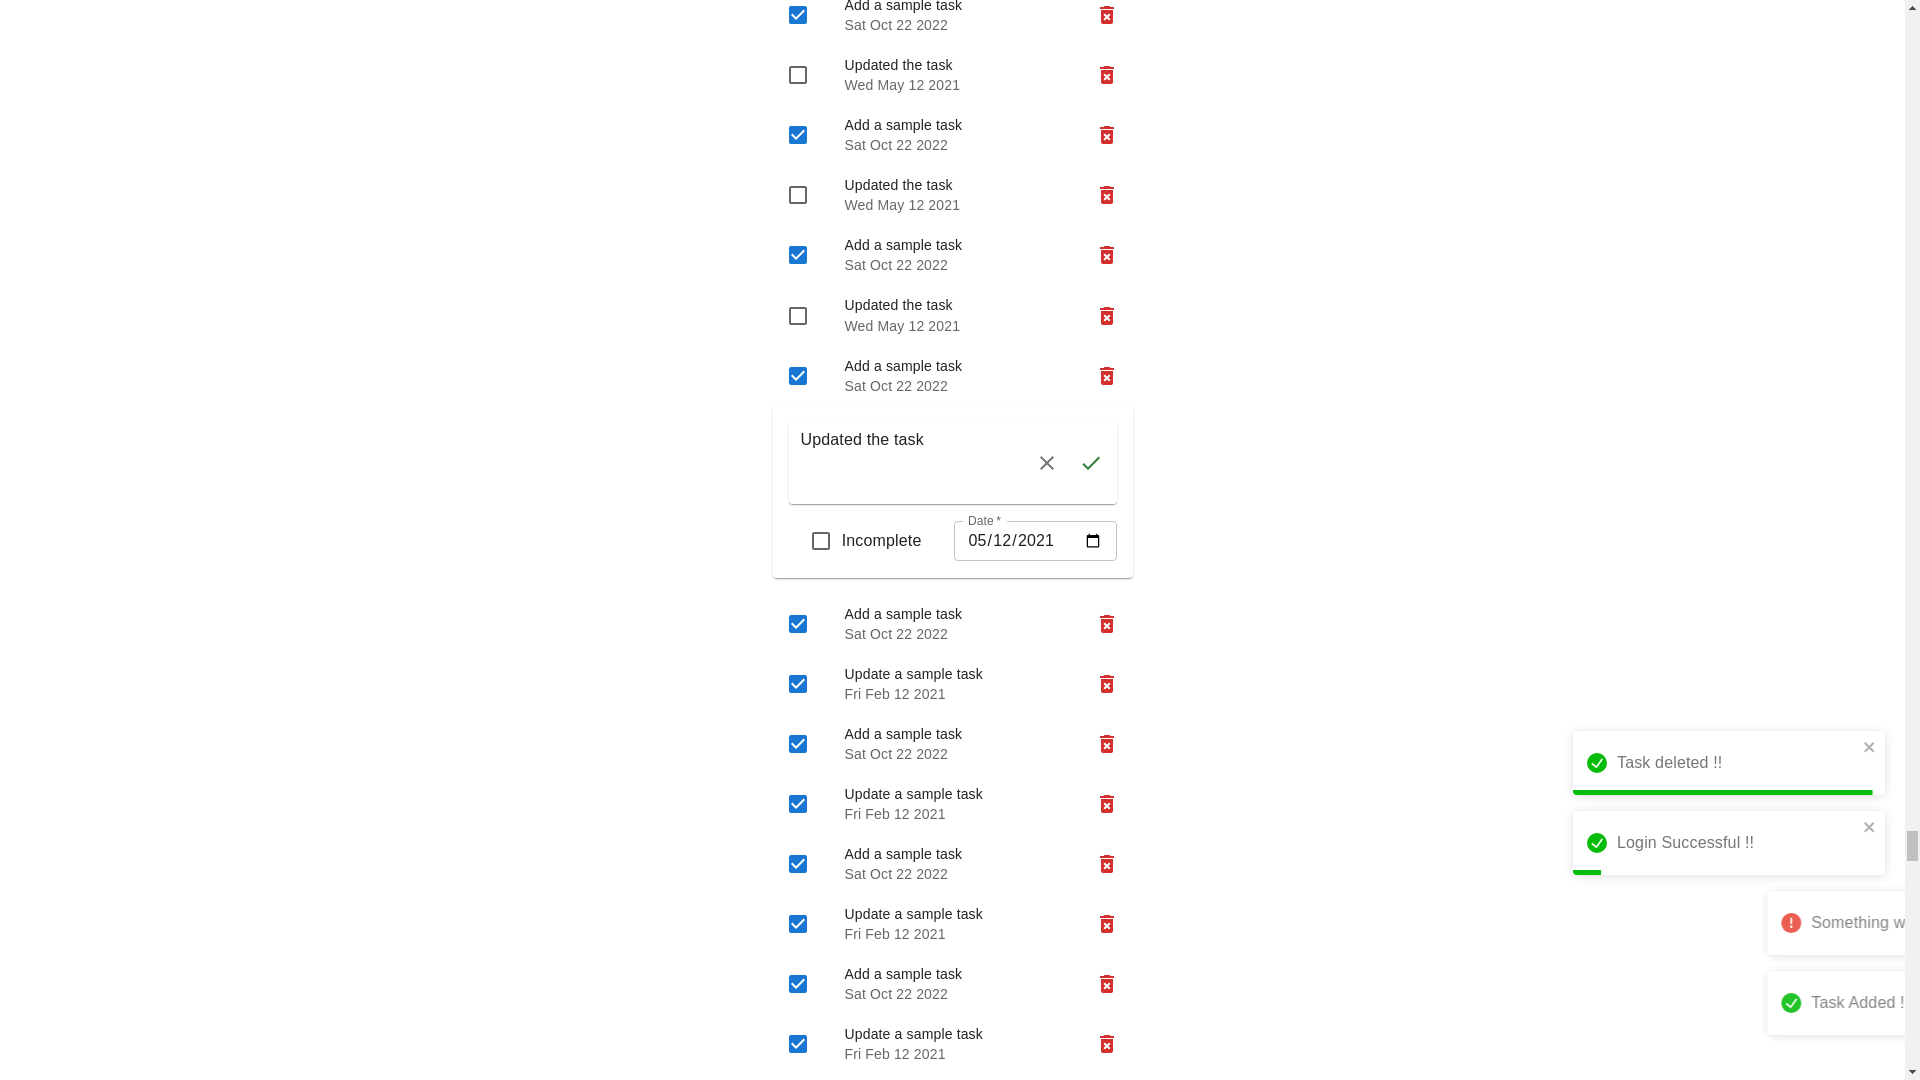 Add a sample task
Sat Oct 22 2022
Updated the task
Wed May 12 2021
Add a sample task
Sat Oct 22 2022
Updated the task
Wed May 12 2021
Add a sample task
Sat Oct 22 2022
Updated the task
Wed May 12 2021
Add a sample task
Sat Oct 22 2022
Updated the task
Date *
Incomplete
05/12/2021
Add a sample task
Sat Oct 22 2022
Update a sample task
Fri Feb 12 2021
Add a sample task
Sat Oct 22 2022
Update a sample task
Fri Feb 12 2021
Add a sample task
Sat Oct 22 2022
Update a sample task
Fri Feb 12 2021
Add a sample task
Sat Oct 22 2022
Update a sample task
Fri Feb 12 2021
Task deleted !!
Login Successful !!
Something w
Task Added !